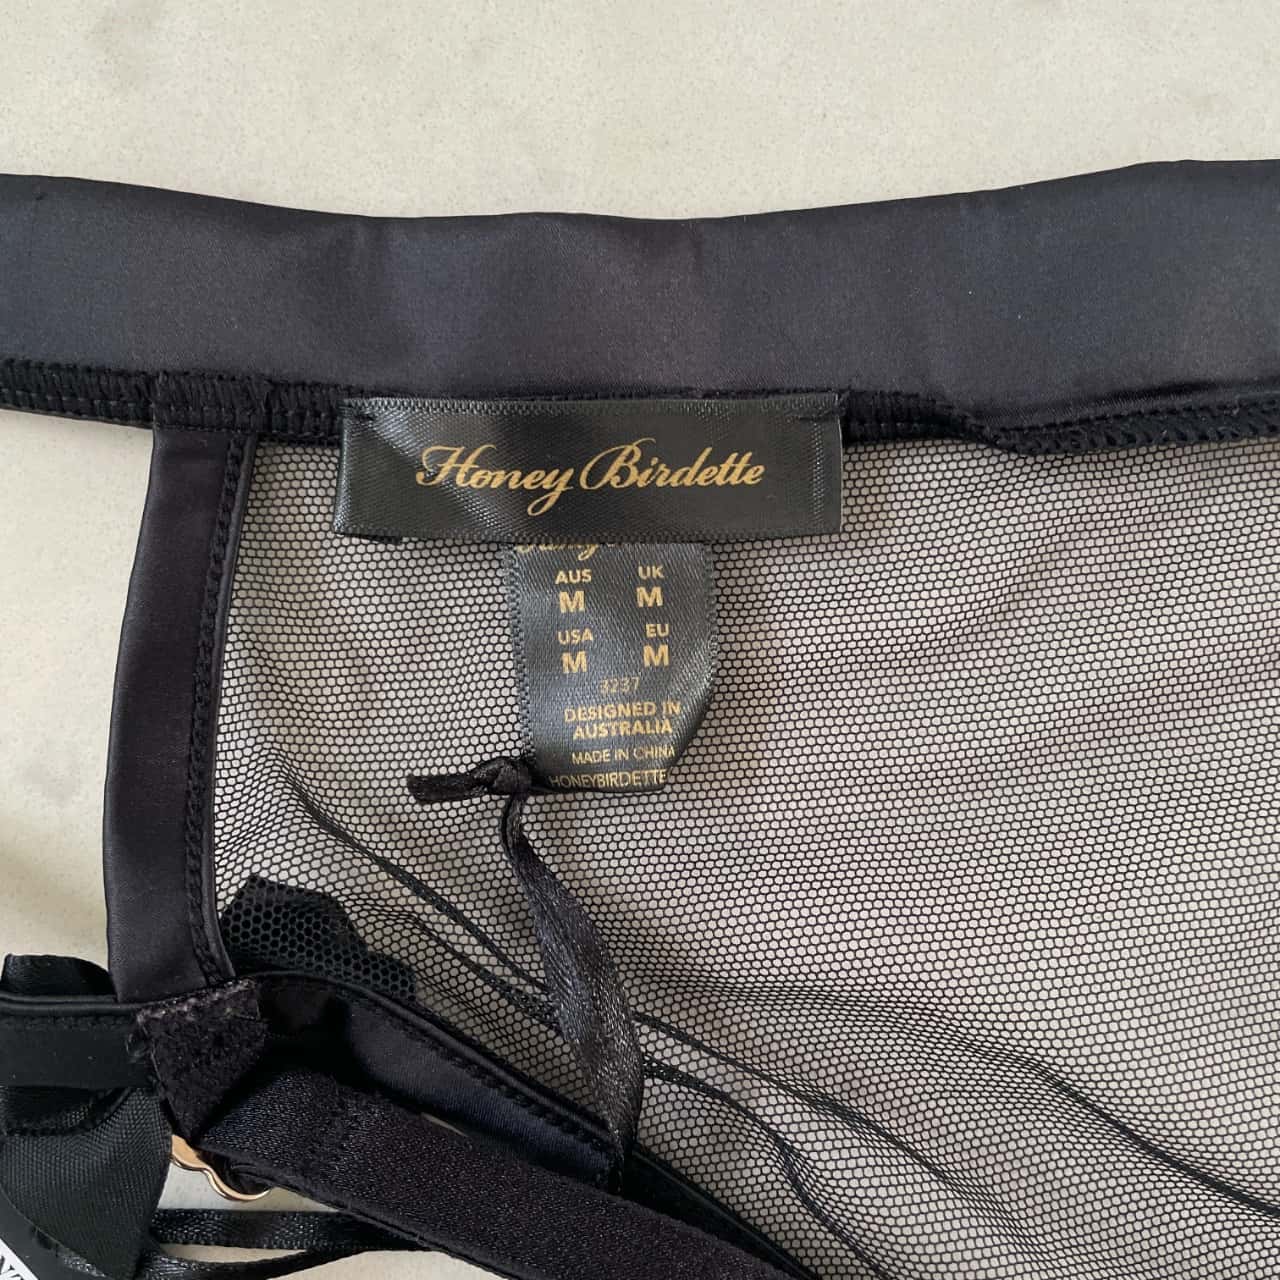 Honey Birdette
AUS UK
M M
USA EU
M M
3237
DESIGNED IN
AUSTRALIA
MADE IN CHINA
HONEYBIRDETTE